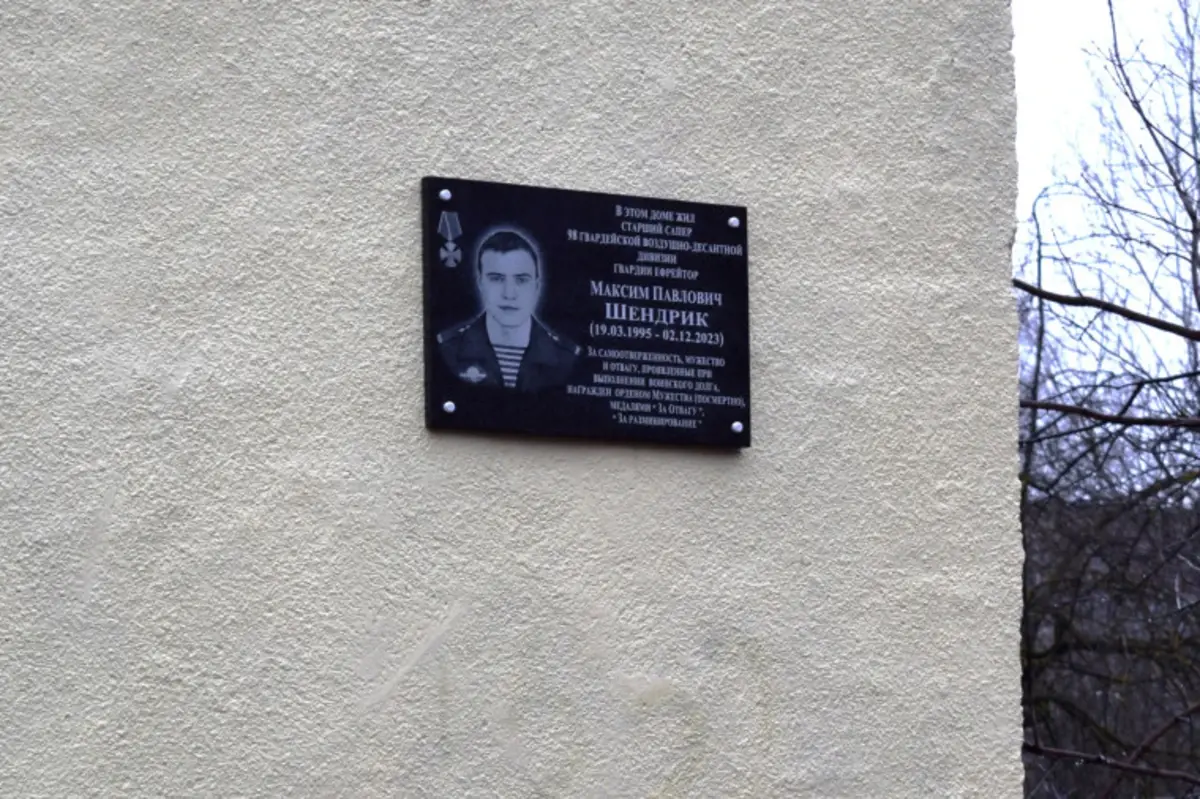 В ЭТОМ ДОМЕ ЖИЛ
СТАРШИЙ САПЕР
98 ГВАРДЕЙСКОЙ ВОЗДУШНО-ДЕСАНТНОЙ
ДИВИЗИИ
ГВАРДИИ ЕФРЕЙТОР
МАКСИМ ПАВЛОВИЧ
ШЕНДРИК
(19.03.1995 - 02.12.2023)
ЗА САМООТВЕРЖЕННОСТЬ, МУЖЕСТВО
И ОТВАГУ, ПРОЯВЛЕННЫЕ ПРИ
ВЫПОЛНЕНИИ ВОИНСКОГО ДОЛГА,
НАГРАЖДЕН ОРДЕНОМ МУЖЕСТВА (ПОСМЕРТНО),
МЕДАЛЯМИ " ЗА ОТВАГУ ",
" ЗА РАЗМИНИРОВАНИЕ "